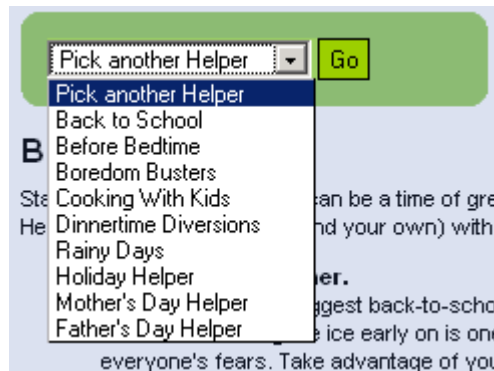 Pick another Helper Go
Pick another Helper
Back to School
B
Before Bedtime
Boredom Busters
Sta Cooking With Kids can be a time of gre
He Dinnertime Diversions nd your own) with
Rainy Days
Holiday Helper er.
Mother's Day Helper ggest back-to-scho
Father's Day Helper e ice early on is one
everyone's fears. Take advantage of you